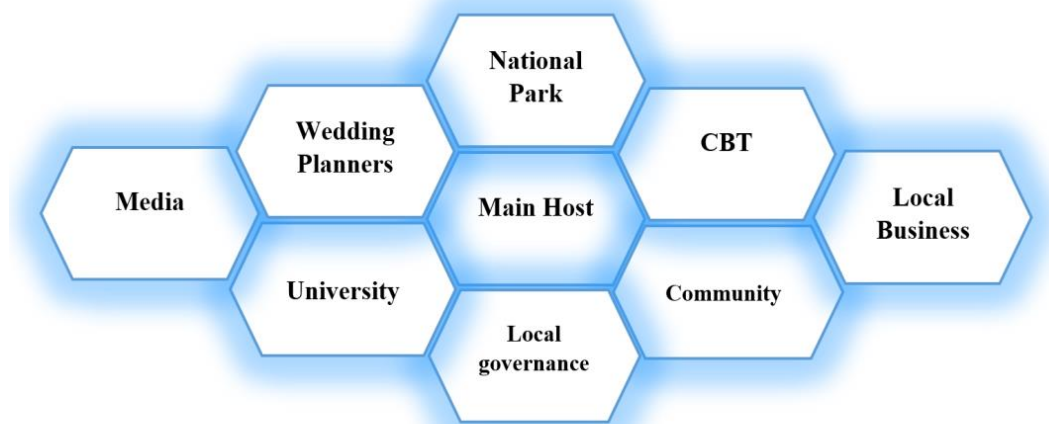 National
Park
Wedding
Planners
CBT
Media
Main Host
Local
Business
University
Community
Local
governance